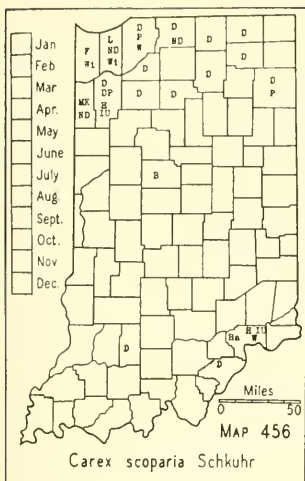 Jan
Feb
Mar
Apr.
May
June
July
Aug
Sept.
Oct.
Nov
Dec.
F
Wi
L
ND
Wi
D
P
W
D
ND
D
D
D
D
D
D
D
D
P
MK
ND
D
DP
H
IU
B
D
Ha
H IU
W
D
Miles
0 50
MAP 456
Carex scoparia Schkuhr